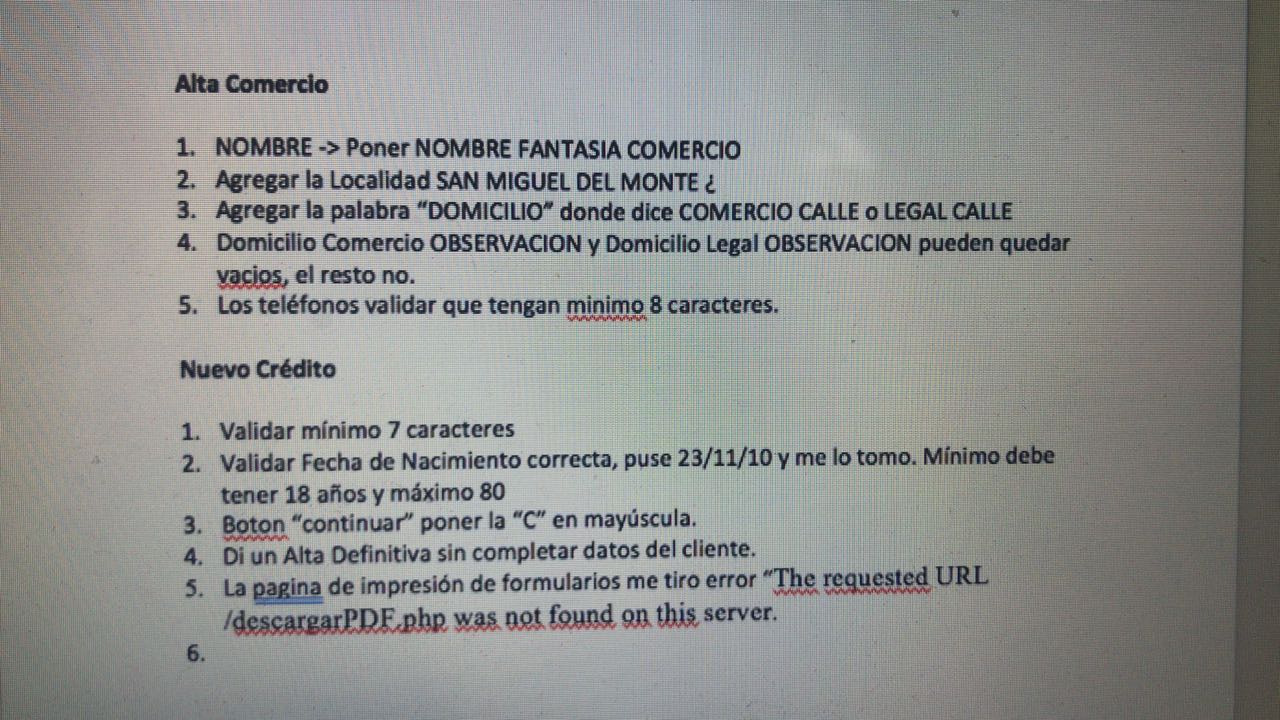 Alta Comercio
1. NOMBRE -> Poner NOMBRE FANTASIA COMERCIO
2. Agregar la Localidad SAN MIGUEL DEL MONTE ¿
3. Agregar la palabra “DOMICILIO” donde dice COMERCIO CALLE o LEGAL CALLE
4. Domicilio Comercio OBSERVACION y Domicilio Legal OBSERVACION pueden quedar
vacios, el resto no.
5. Los teléfonos validar que tengan minimo 8 caracteres.
Nuevo Crédito
1. Validar mínimo 7 caracteres
2. Validar Fecha de Nacimiento correcta, puse 23/11/10 y me lo tomo. Mínimo debe
tener 18 años y máximo 80
3. Boton “continuar” poner la “C” en mayúscula.
4. Di un Alta Definitiva sin completar datos del cliente.
5. La pagina de impresión de formularios me tiro error “The requested URL
/descargarPDF.php was not found on this server.
6.